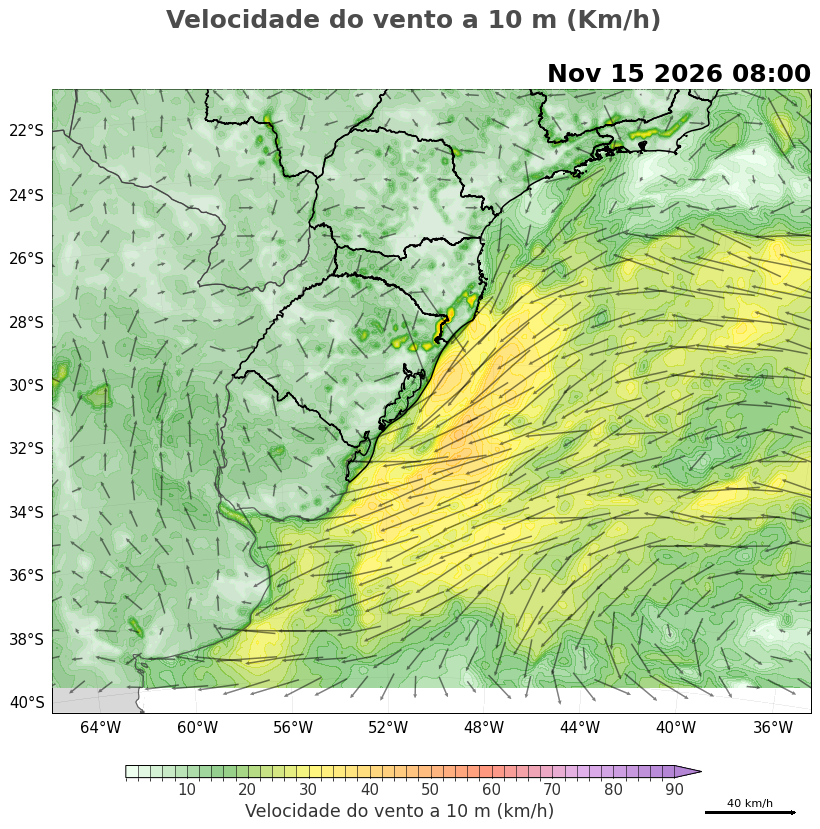 Velocidade do vento a 10 m (Km/h)
Nov 15 2026 08:00
22°S
24°S
26°S
28°S
30°S
32°S
34°S
36°S
38°S
40°S
64°W 60°W 56°W 52°W 48°W 44°W 40°W 36°W
10 20 30 40 50 60 70 80 90
Velocidade do vento a 10 m (km/h)
40 km/h